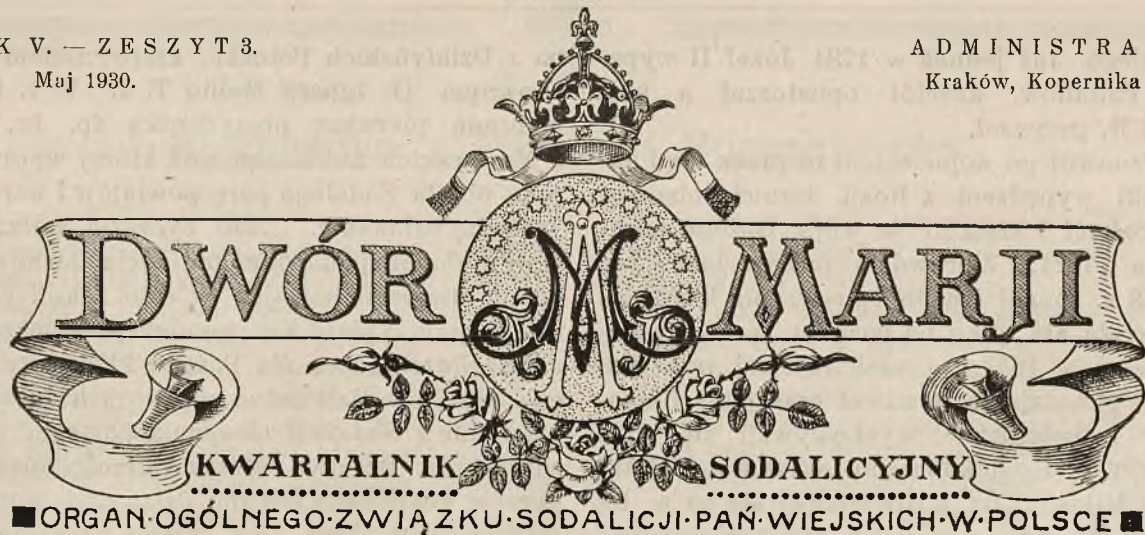 K V. — ZESZYT 3.
Maj 1930.
ADMINISTRA
Kraków, Kopernika
DWÓR MARJI
KWARTALNIK SODALICYJNY
ORGAN·OGÓLNEGO·ZWIĄZKU·SODALICJI·PAŃ·WIEJSKICH·W·POLSCE